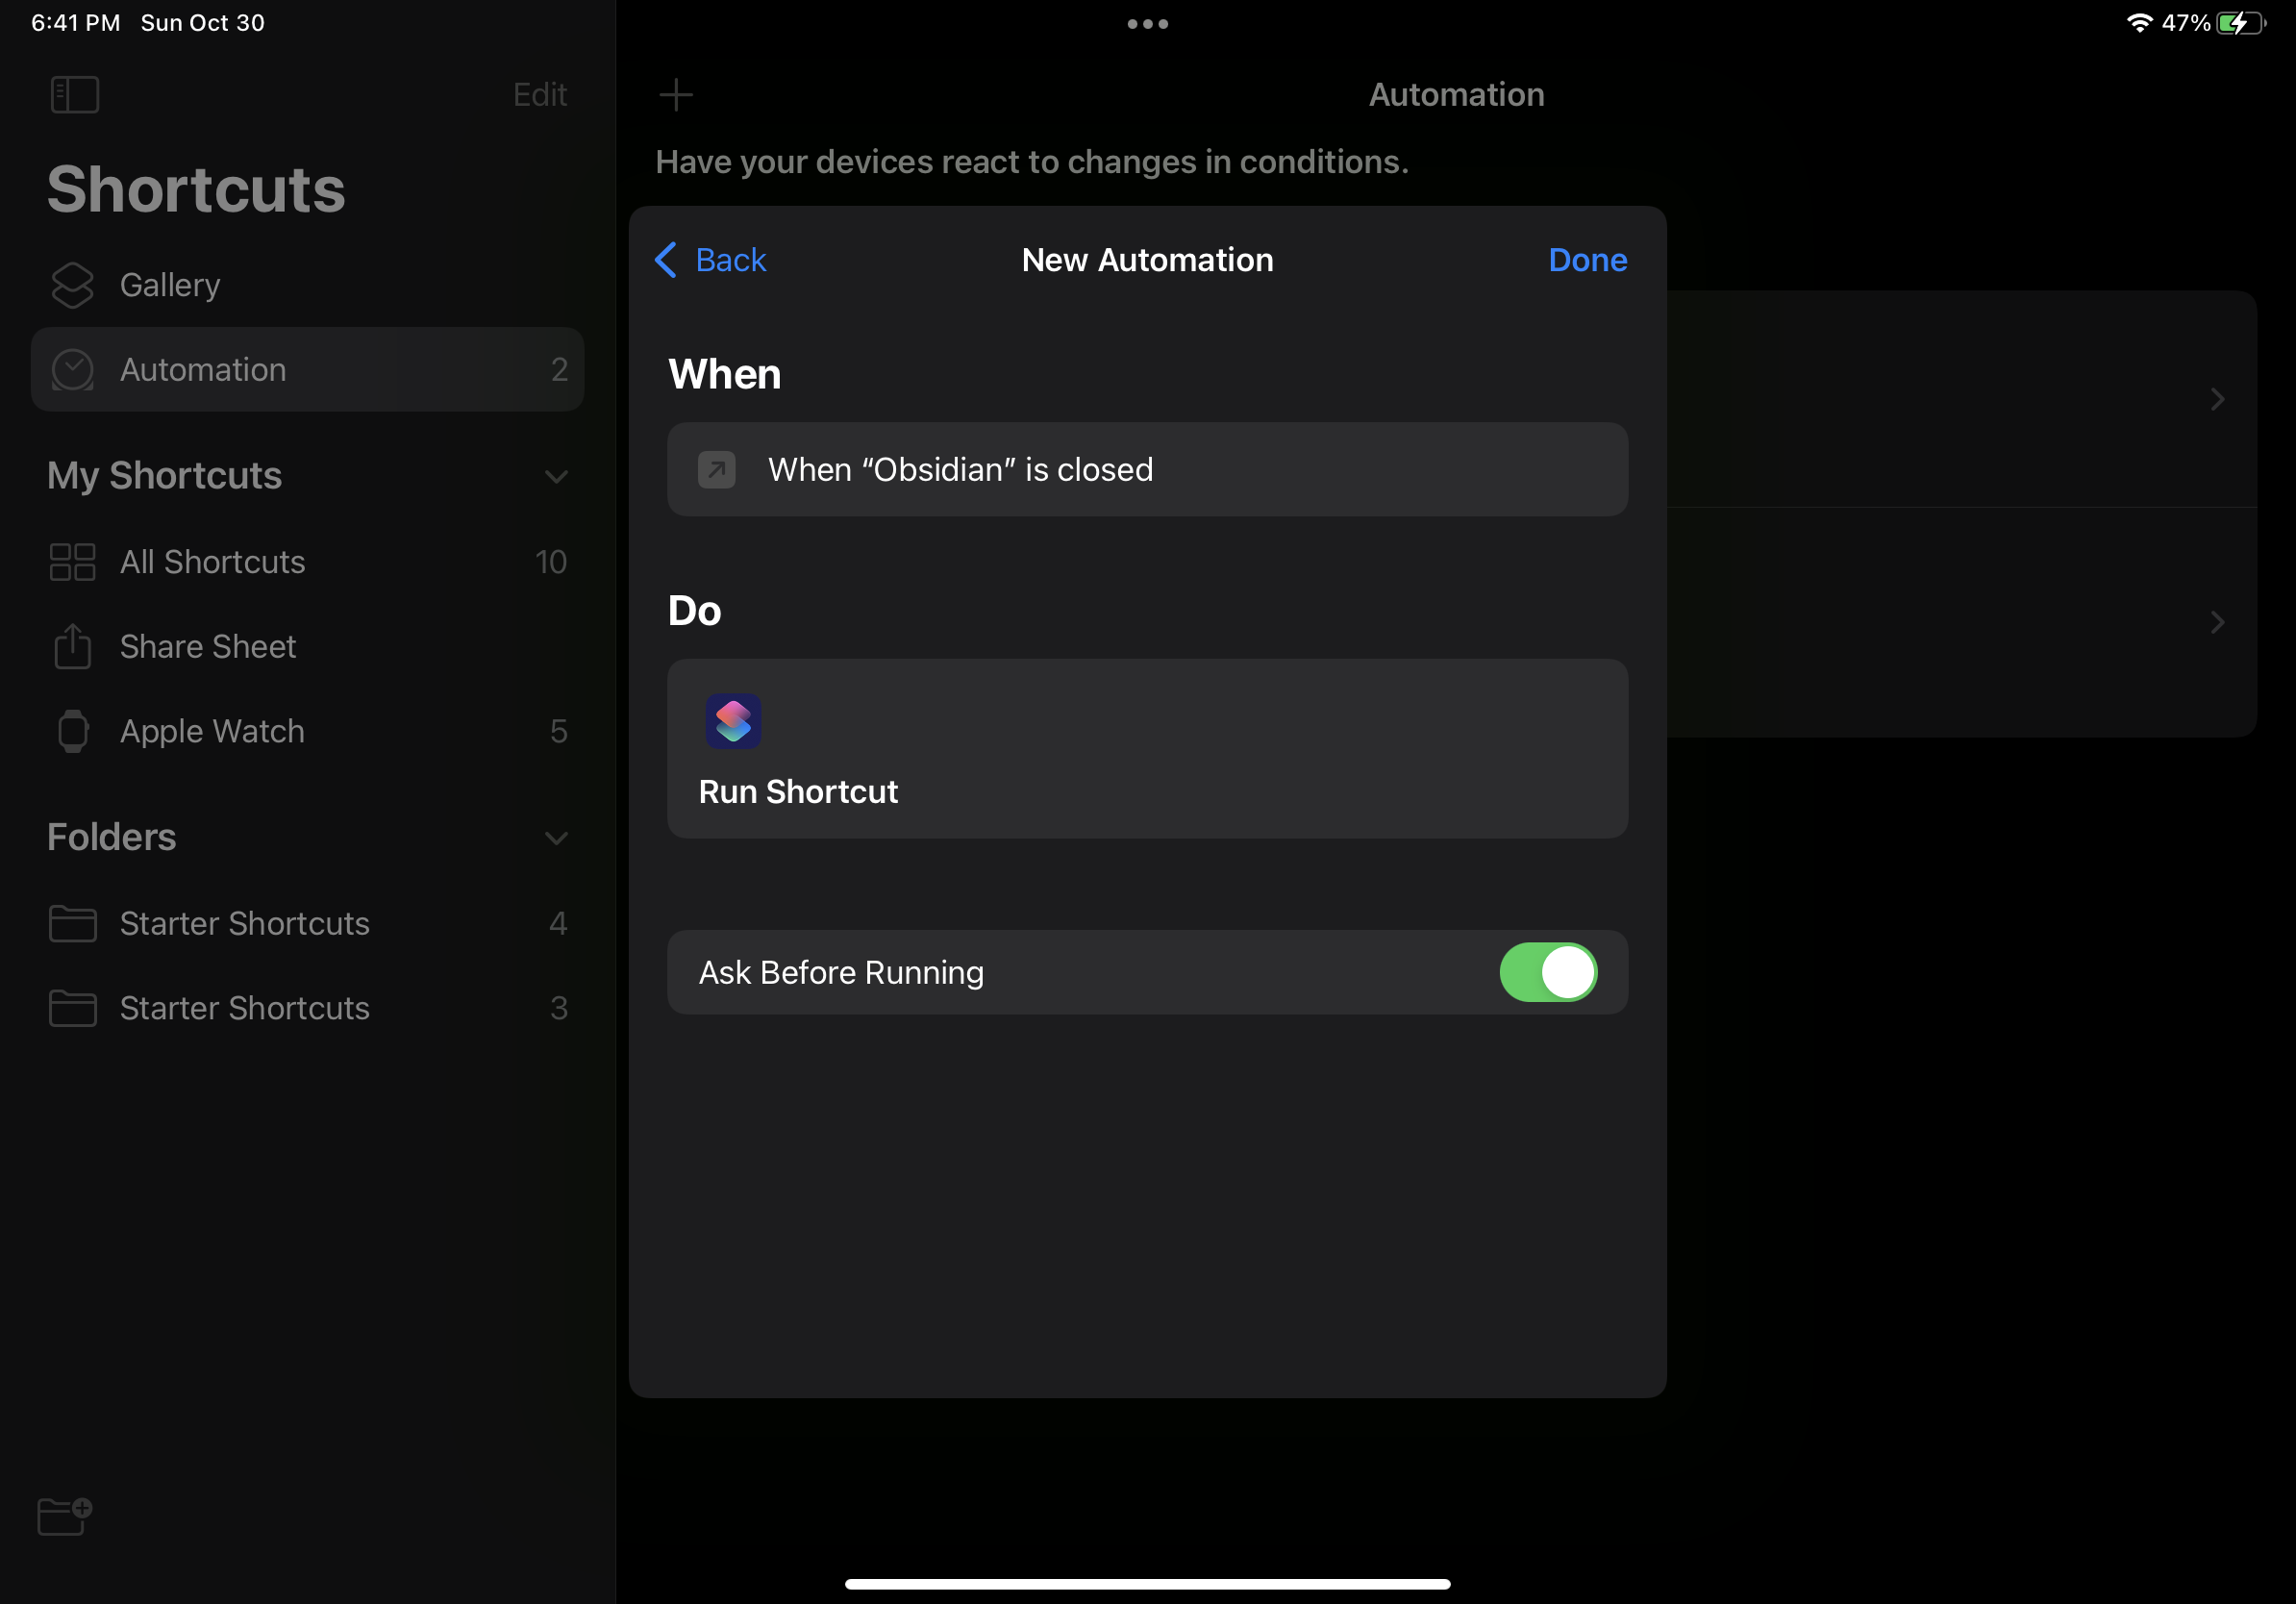 6:41 PM Sun Oct 30
47%
Edit
Shortcuts
Gallery
Automation 2
My Shortcuts
All Shortcuts 10
Share Sheet
Apple Watch 5
Folders
Starter Shortcuts 4
Starter Shortcuts 3
Automation
Have your devices react to changes in conditions.
Back New Automation Done
When
When “Obsidian” is closed
Do
Run Shortcut
Ask Before Running